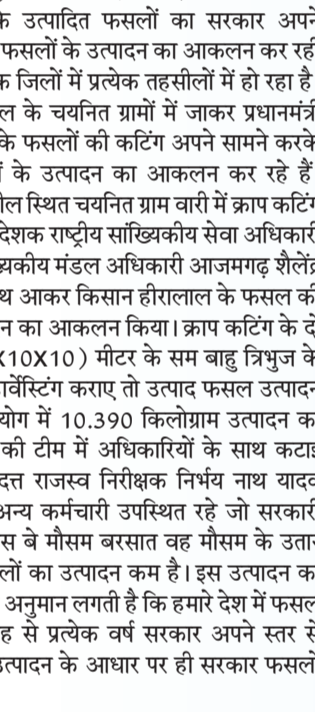 के उत्पादित फसलों का सरकार अपने
फसलों के उत्पादन का आकलन कर रही
क जिलों में प्रत्येक तहसीलों में हो रहा है
ल के चयनित ग्रामों में जाकर प्रधानमंत्री
के फसलों की कटिंग अपने सामने करके
के उत्पादन का आकलन कर रहे हैं
ील स्थित चयनित ग्राम वारी में क्राप कटिंग
देशक राष्ट्रीय सांख्यिकीय सेवा अधिकारी
ख्यकीय मंडल अधिकारी आजमगढ़ शैलेंद्र
थ आकर किसान हीरालाल के फसल की
न का आकलन किया। क्राप कटिंग के दौ
X10X10) मीटर के सम बाहु त्रिभुज के
ार्वेस्टिंग कराए तो उत्पाद फसल उत्पादन
योग में 10.390 किलोग्राम उत्पादन क
की टीम में अधिकारियों के साथ कटाई
दत्त राजस्व निरीक्षक निर्भय नाथ यादव
अन्य कर्मचारी उपस्थित रहे जो सरकारी
स बे मौसम बरसात वह मौसम के उतार
लों का उत्पादन कम है। इस उत्पादन क
अनुमान लगती है कि हमारे देश में फसल
ह से प्रत्येक वर्ष सरकार अपने स्तर से
उत्पादन के आधार पर ही सरकार फसलों